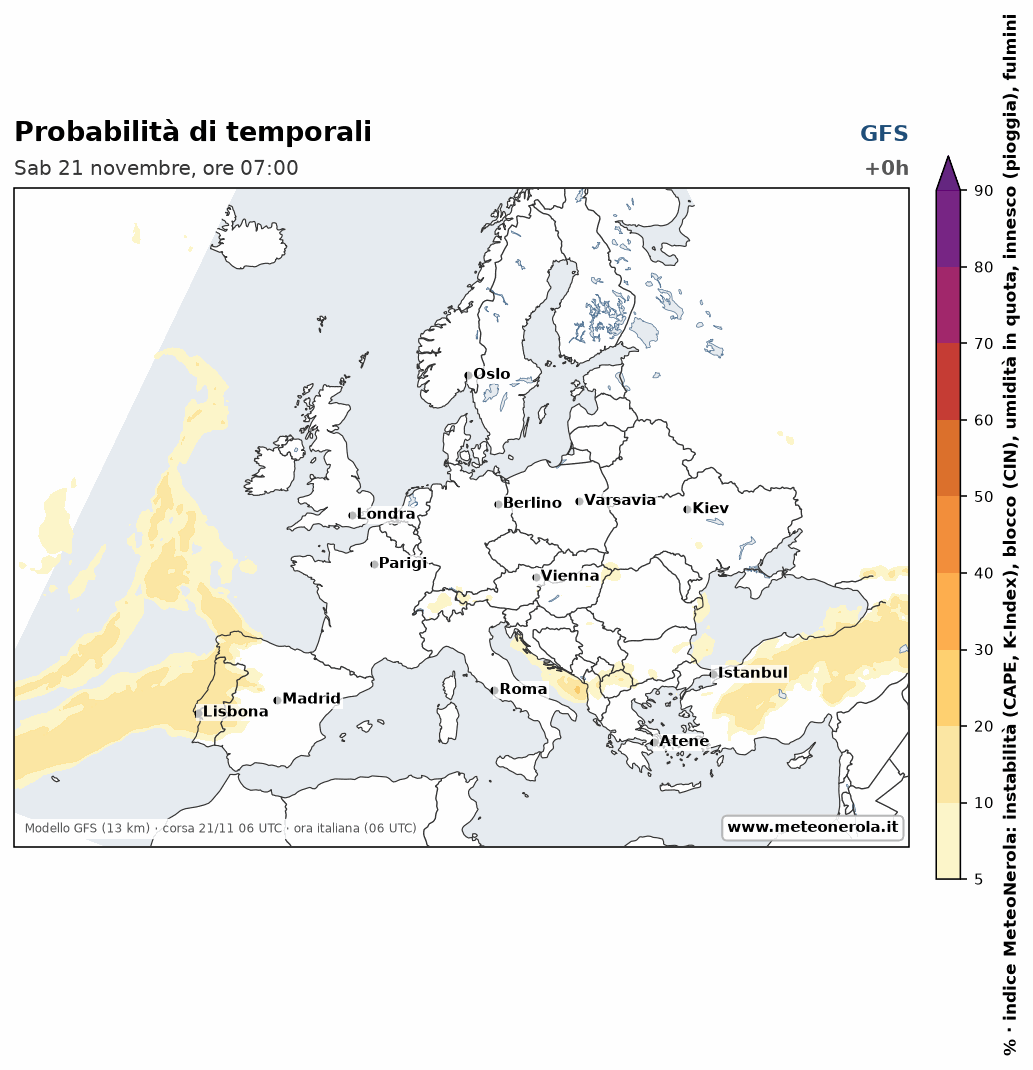 Probabilità di temporali
GFS
Sab 21 novembre, ore 07:00
+0h
Oslo
Londra
Berlino
Varsavia
Kiev
Parigi
Vienna
Istanbul
Madrid
Roma
Lisbona
Atene
Modello GFS (13 km) · corsa 21/11 06 UTC · ora italiana (06 UTC)
www.meteonerola.it
90
80
70
60
50
40
30
20
10
5
% · indice MeteoNerola: instabilità (CAPE, K-Index), blocco (CIN), umidità in quota, innesco (pioggia), fulmini